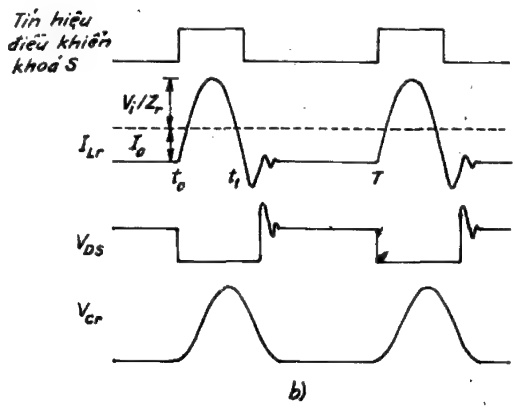 Tín hiệu
điều khiển
khoá S
Vi/Zr
ILr
I0
t0
t1
T
VDS
VCr
b)